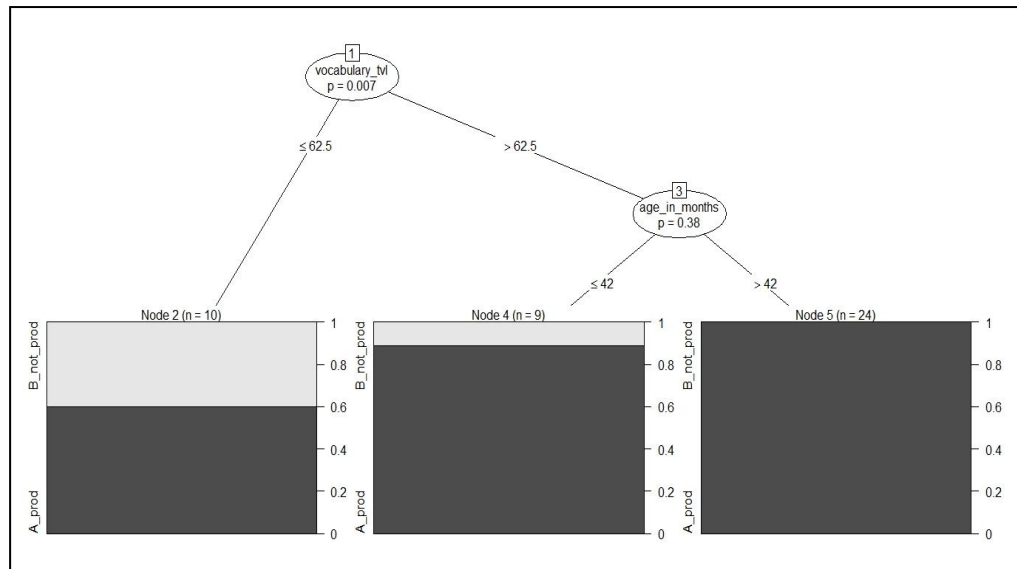 1
vocabulary_tvl
p = 0.007
≤ 62.5
> 62.5
3
age_in_months
p = 0.38
≤ 42
> 42
Node 2 (n = 10)
B_not_prod
A_prod
1
0.8
0.6
0.4
0.2
0
Node 4 (n = 9)
B_not_prod
A_prod
1
0.8
0.6
0.4
0.2
0
Node 5 (n = 24)
B_not_prod
A_prod
1
0.8
0.6
0.4
0.2
0